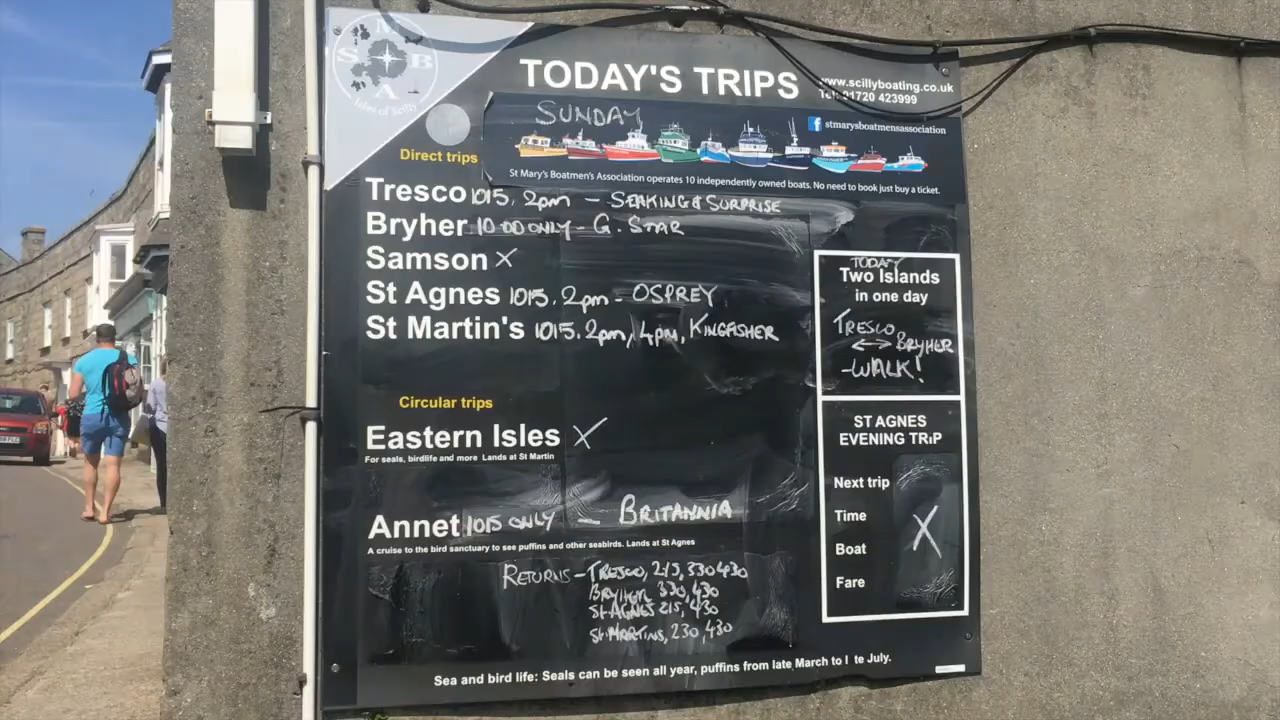 S M B A
Isles of Scilly
TODAY'S TRIPS
www.scillyboating.co.uk
Tel: 01720 423999
SUNDAY
stmarysboatmensassociation
St Mary's Boatmen's Association operates 10 independently owned boats. No need to book just buy a ticket.
Direct trips
Tresco 1015, 2pm - SEAKING & SURPRISE
Bryher 10·00 ONLY - G. STAR
Samson X
St Agnes 1015. 2pm - OSPREY
St Martin's 1015. 2pm, 4pm, KINGFISHER
Circular trips
Eastern Isles X
For seals, birdlife and more Lands at St Martin
Annet 1015 ONLY - BRITANNIA
A cruise to the bird sanctuary to see puffins and other seabirds. Lands at St Agnes
RETURNS - TRESCO, 215, 330 430
BRYHER 330, 430
St AGNES 215, 430
St MARTINS, 230, 430
Sea and bird life: Seals can be seen all year, puffins from late March to l te July.
TODAY
Two Islands
in one day
TRESCO
↔ BRYHER
-WALK!
ST AGNES
EVENING TRiP
Next trip
Time X
Boat
Fare